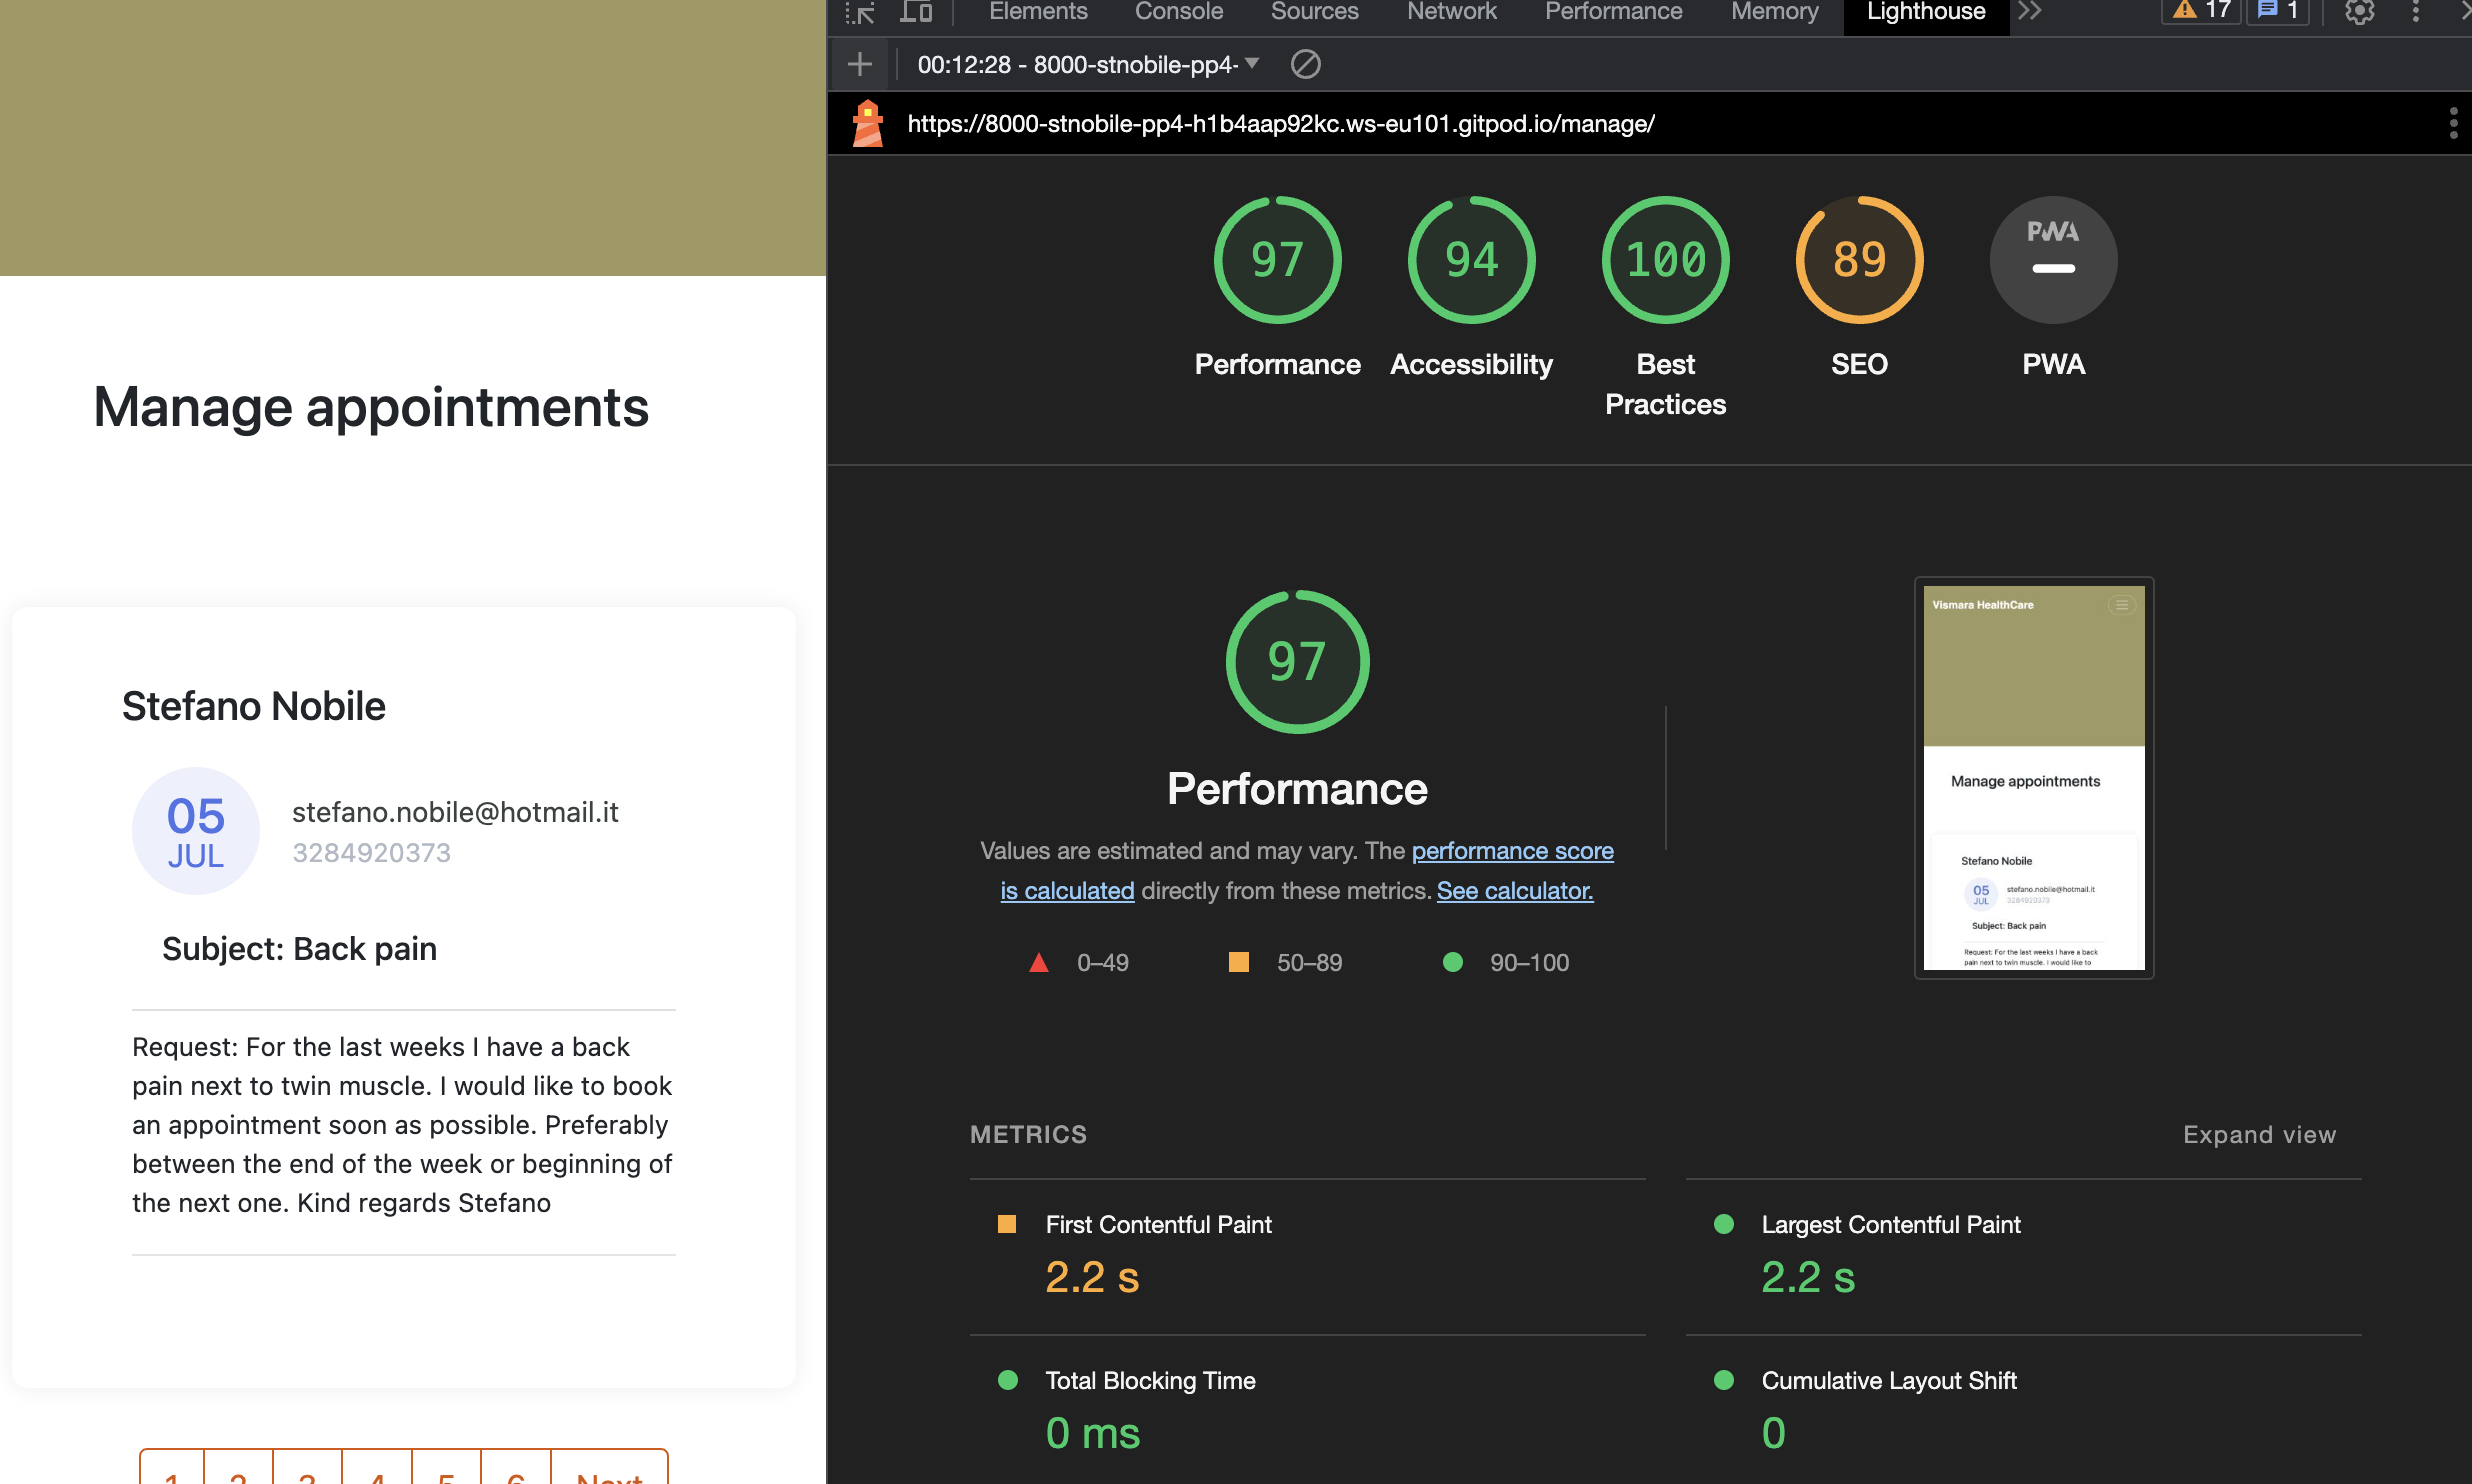 Manage appointments
Stefano Nobile
05
JUL
stefano.nobile@hotmail.it
3284920373
Subject: Back pain
Request: For the last weeks I have a back
pain next to twin muscle. I would like to book
an appointment soon as possible. Preferably
between the end of the week or beginning of
the next one. Kind regards Stefano
1 2 3 4 5 6 Next
Elements Console Sources Network Performance Memory Lighthouse 17 1
00:12:28 - 8000-stnobile-pp4-
https://8000-stnobile-pp4-h1b4aap92kc.ws-eu101.gitpod.io/manage/
97 94 100 89 PWA
Performance Accessibility Best Practices SEO PWA
97
Performance
Values are estimated and may vary. The performance score
is calculated directly from these metrics. See calculator.
0–49 50–89 90–100
Vismara HealthCare
Manage appointments
Stefano Nobile
05
JUL
stefano.nobile@hotmail.it
3284920373
Subject: Back pain
Request: For the last weeks I have a back
pain next to twin muscle. I would like to
METRICS
Expand view
First Contentful Paint
2.2 s
Largest Contentful Paint
2.2 s
Total Blocking Time
0 ms
Cumulative Layout Shift
0